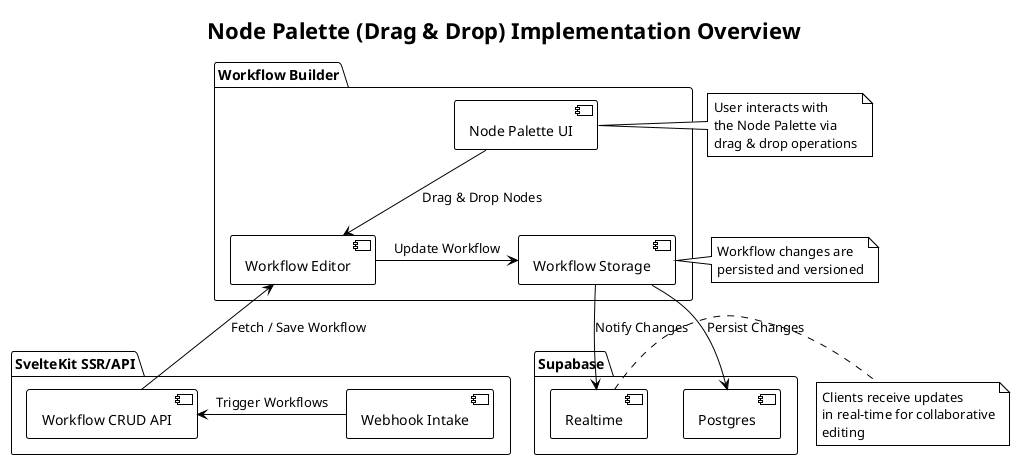 Node Palette (Drag & Drop) Implementation Overview
Workflow Builder
Node Palette UI
User interacts with
the Node Palette via
drag & drop operations
Drag & Drop Nodes
Workflow Editor
Update Workflow
Workflow Storage
Workflow changes are
persisted and versioned
Fetch / Save Workflow
Notify Changes
Persist Changes
SvelteKit SSR/API
Workflow CRUD API
Trigger Workflows
Webhook Intake
Supabase
Realtime
Postgres
Clients receive updates
in real-time for collaborative
editing